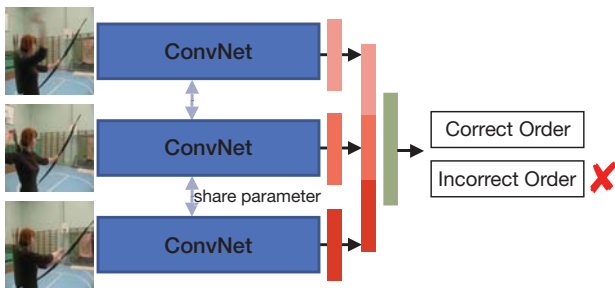 ConvNet
ConvNet
share parameter
ConvNet
Correct Order
Incorrect Order